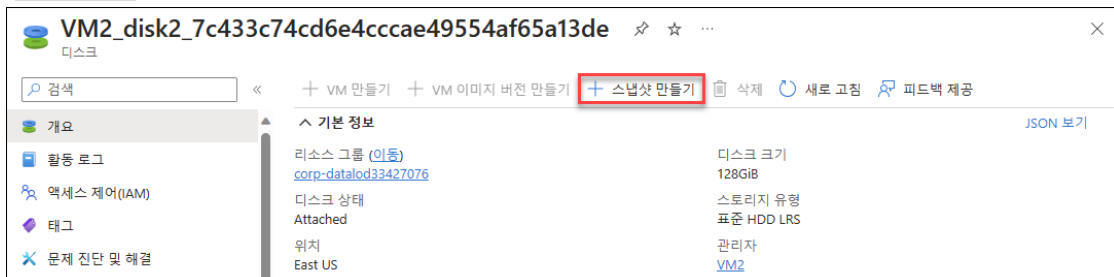 VM2_disk2_7c433c74cd6e4cccae49554af65a13de
디스크
검색
VM 만들기 VM 이미지 버전 만들기 스냅샷 만들기 삭제 새로 고침 피드백 제공
개요
활동 로그
액세스 제어(IAM)
태그
문제 진단 및 해결
기본 정보
JSON 보기
리소스 그룹 (이동)
corp-datalod33427076
디스크 상태
Attached
위치
East US
디스크 크기
128GiB
스토리지 유형
표준 HDD LRS
관리자
VM2